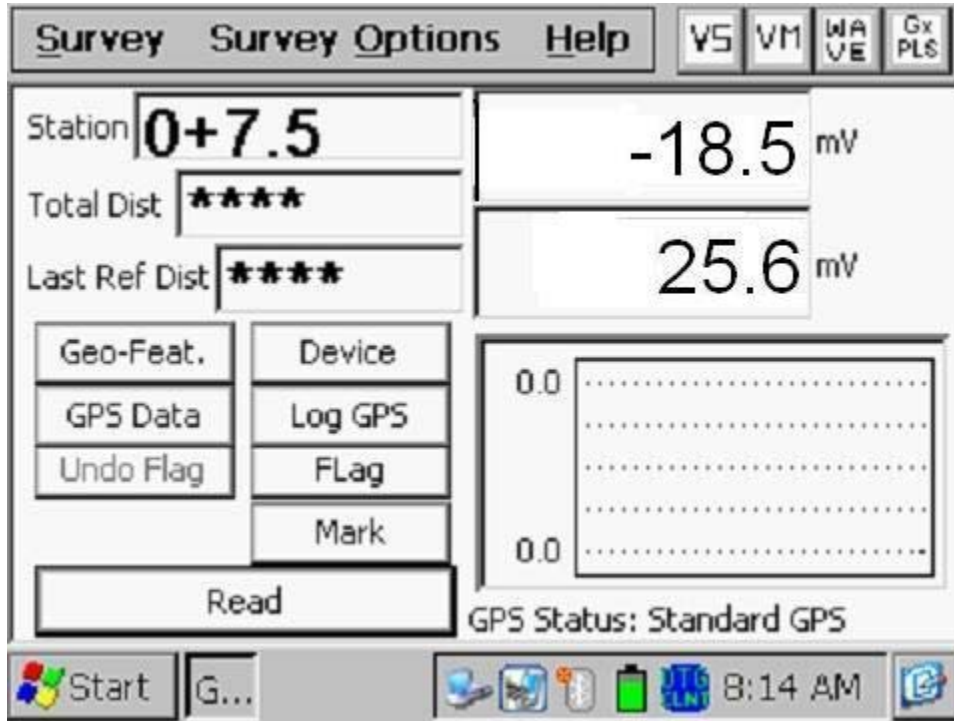 Survey Survey Options Help VS VM WA VE Gx PLS
Station 0+7.5
-18.5 mV
Total Dist ****
25.6 mV
Last Ref Dist ****
Geo-Feat. Device
GPS Data Log GPS
Undo Flag FLag
Mark
Read
0.0
0.0
GPS Status: Standard GPS
Start G... UTG CLNT 8:14 AM